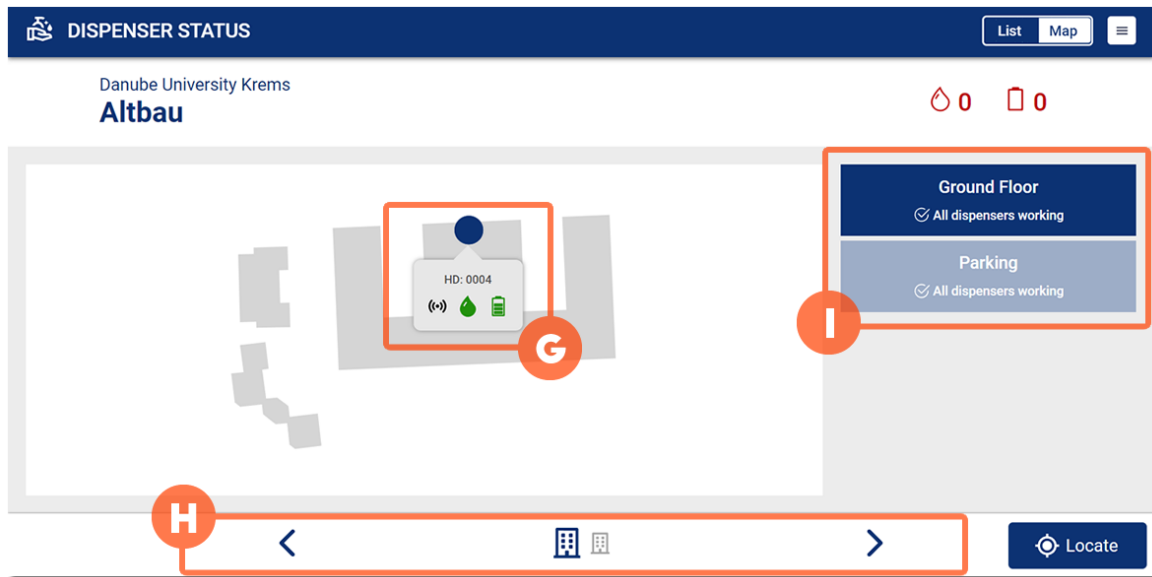 DISPENSER STATUS
List Map
Danube University Krems
Altbau
0 0
Ground Floor
All dispensers working
Parking
All dispensers working
I
HD: 0004
G
H
Locate